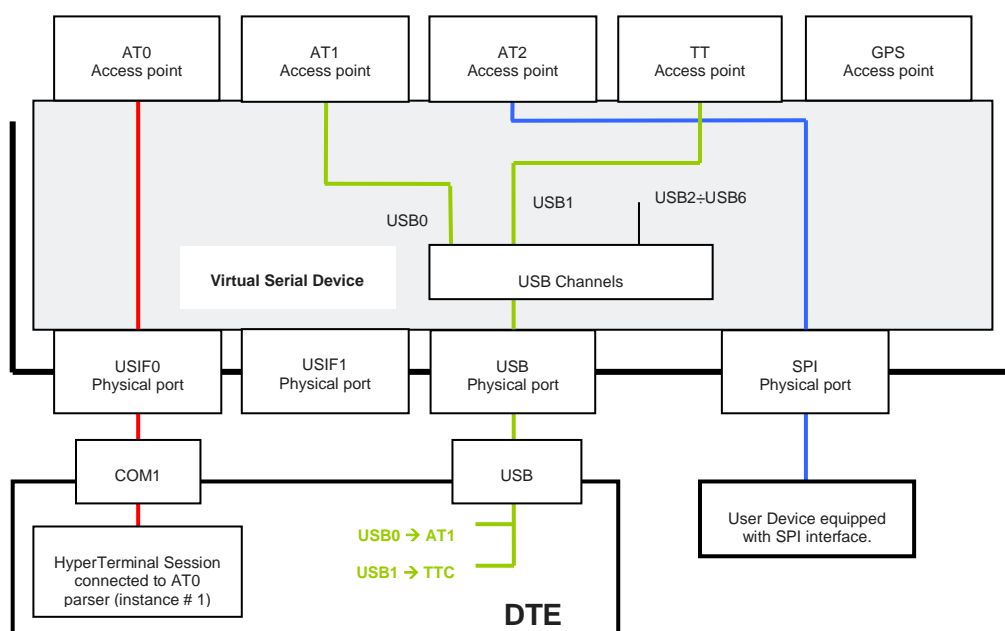 AT0
Access point
AT1
Access point
AT2
Access point
TT
Access point
GPS
Access point
USB0
USB1
USB2÷USB6
Virtual Serial Device
USB Channels
USIF0
Physical port
USIF1
Physical port
USB
Physical port
SPI
Physical port
COM1
USB
HyperTerminal Session
connected to AT0
parser (instance # 1)
USB0 → AT1
USB1 → TTC
DTE
User Device equipped
with SPI interface.